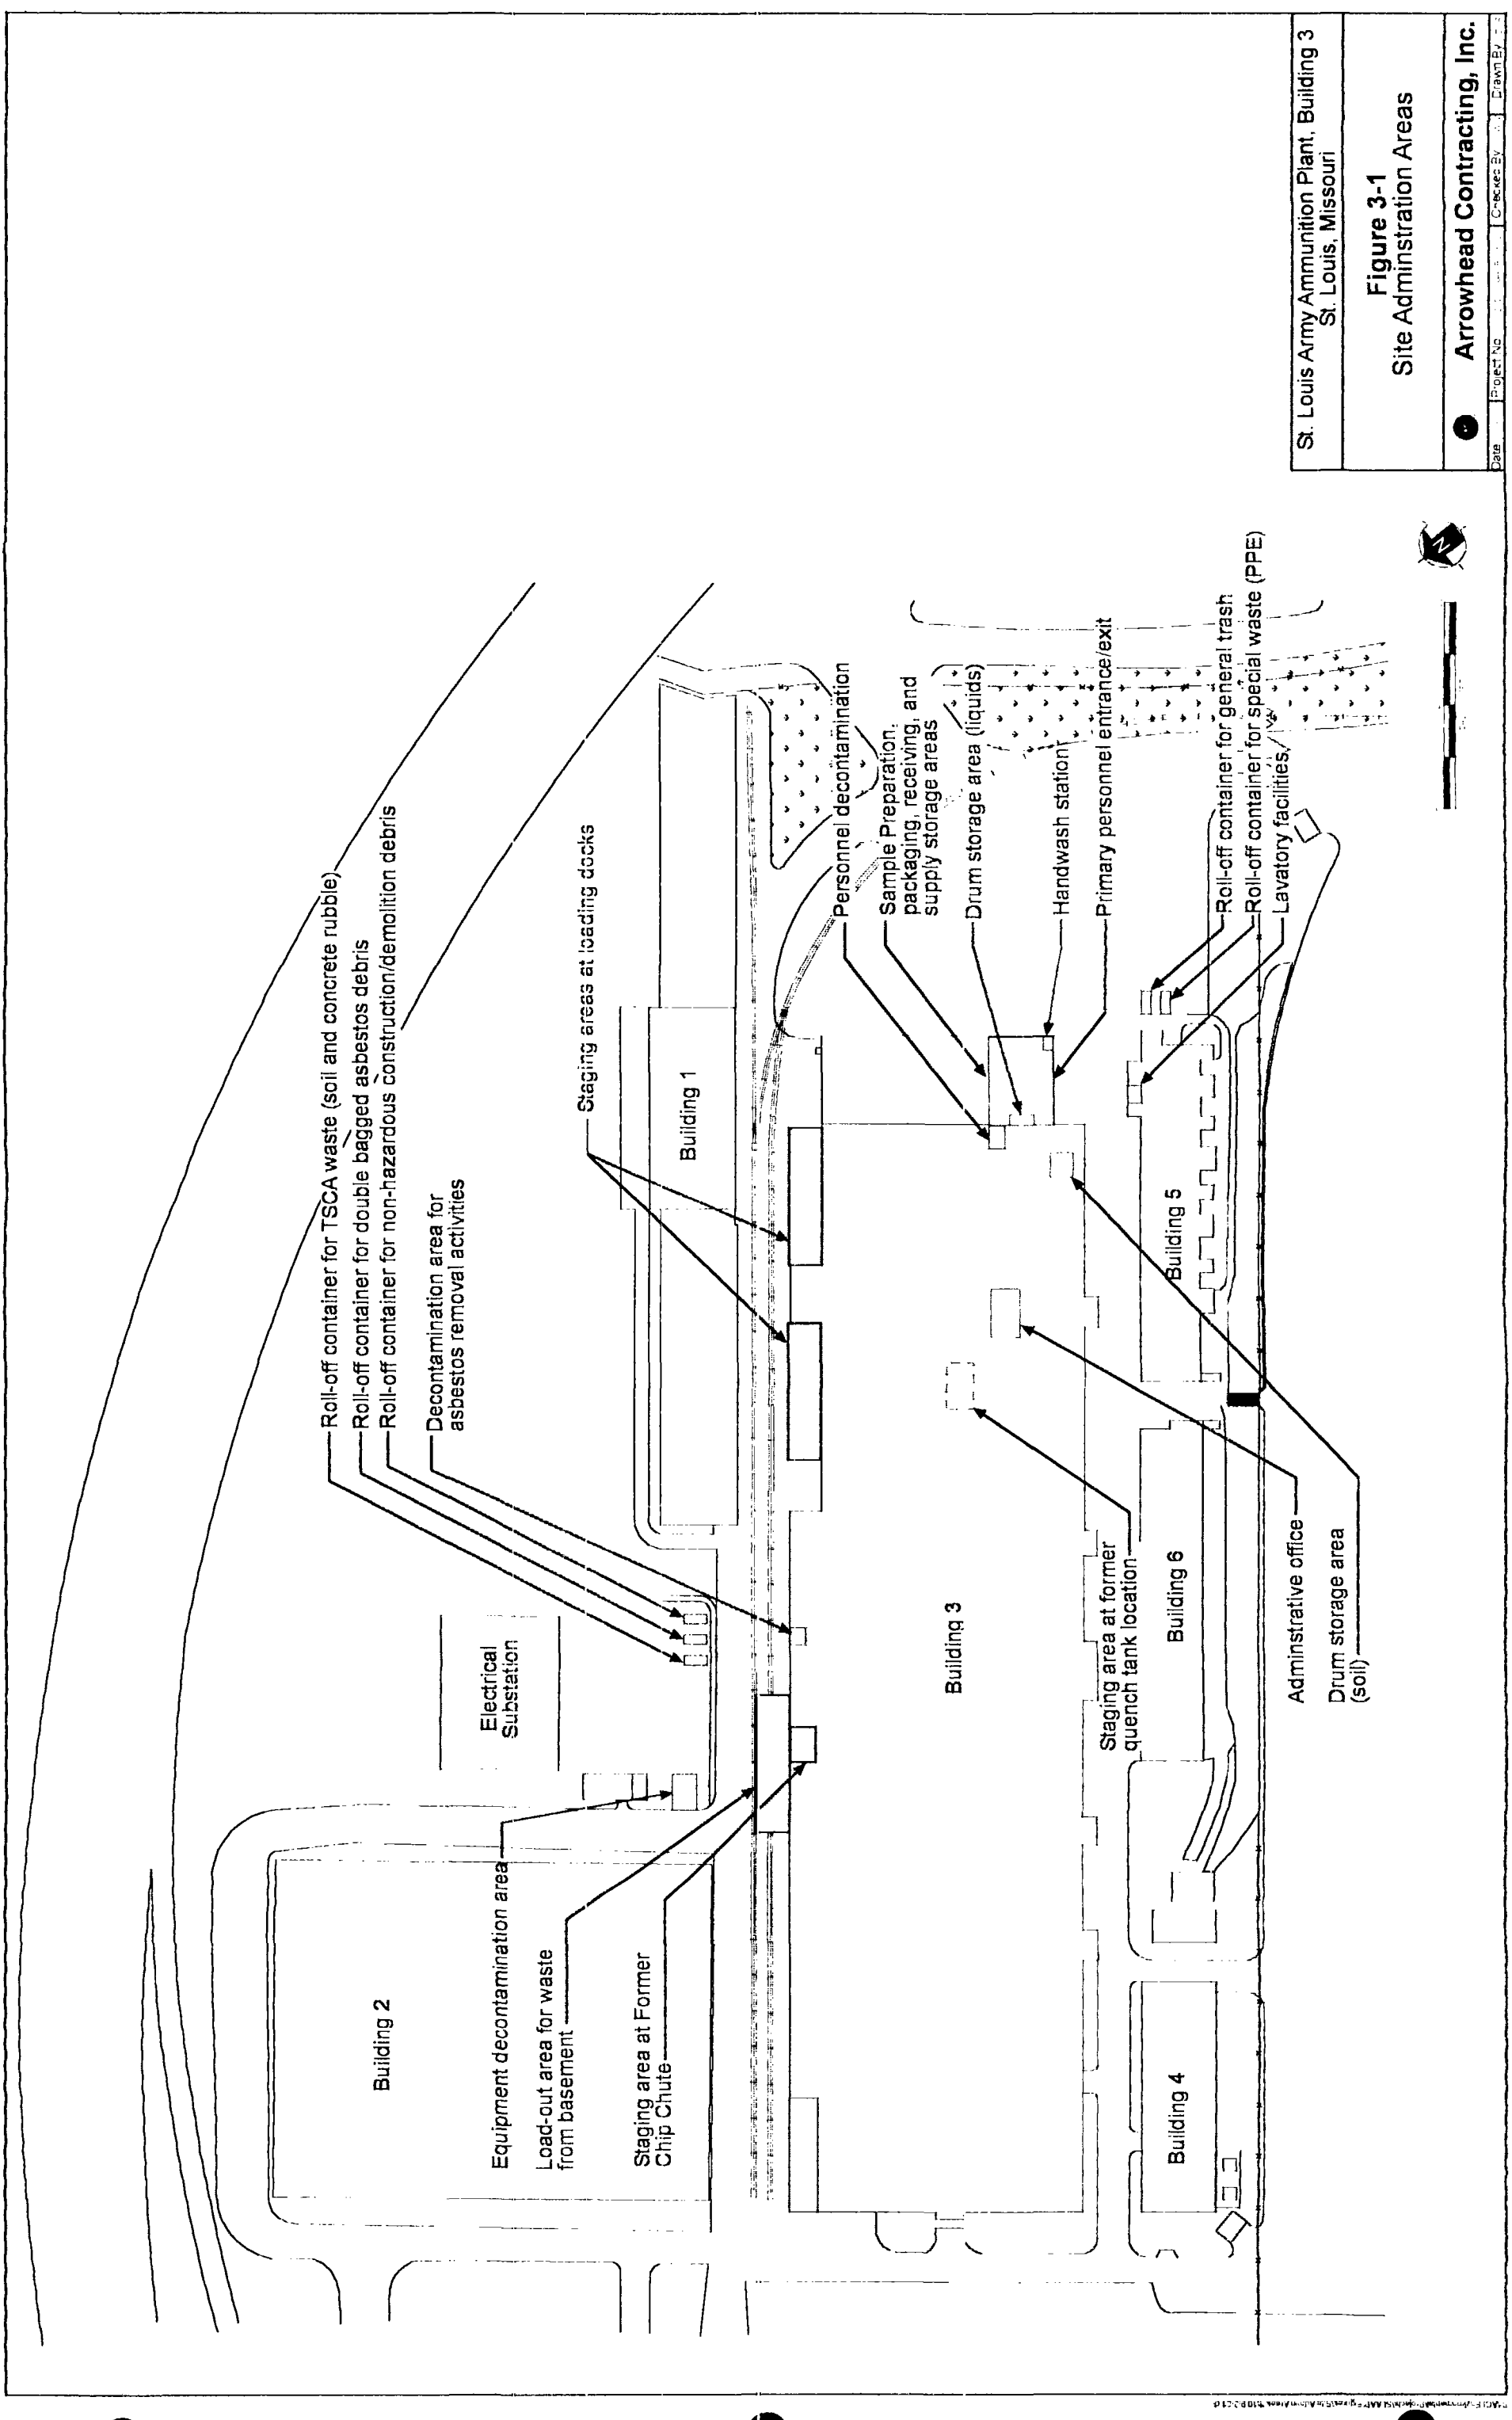 Roll-off container for TSCA waste (soil and concrete rubble)
Roll-off container for double bagged asbestos debris
Roll-off container for non-hazardous construction/demolition debris
Decontamination area for
asbestos removal activities
Staging areas at loading docks
Building 2
Electrical
Substation
Building 1
Equipment decontamination area
Load-out area for waste
from basement
Staging area at Former
Chip Chute
Personnel decontamination
Sample Preparation,
packaging, receiving, and
supply storage areas
Drum storage area (liquids)
Handwash station
Primary personnel entrance/exit
Building 3
Staging area at former
quench tank location
Building 4
Building 6
Building 5
Roll-off container for general trash
Roll-off container for special waste (PPE)
Lavatory facilities
Adminstrative office
Drum storage area
(soil)
N
St. Louis Army Ammunition Plant, Building 3
St. Louis, Missouri
Figure 3-1
Site Adminstration Areas
Arrowhead Contracting, Inc.
Date
Project No
Checked By
Drawn By